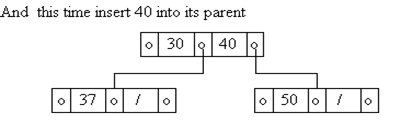 And this time insert 40 into its parent
o 30 o 40 o
o 37 o / o o 50 o / o